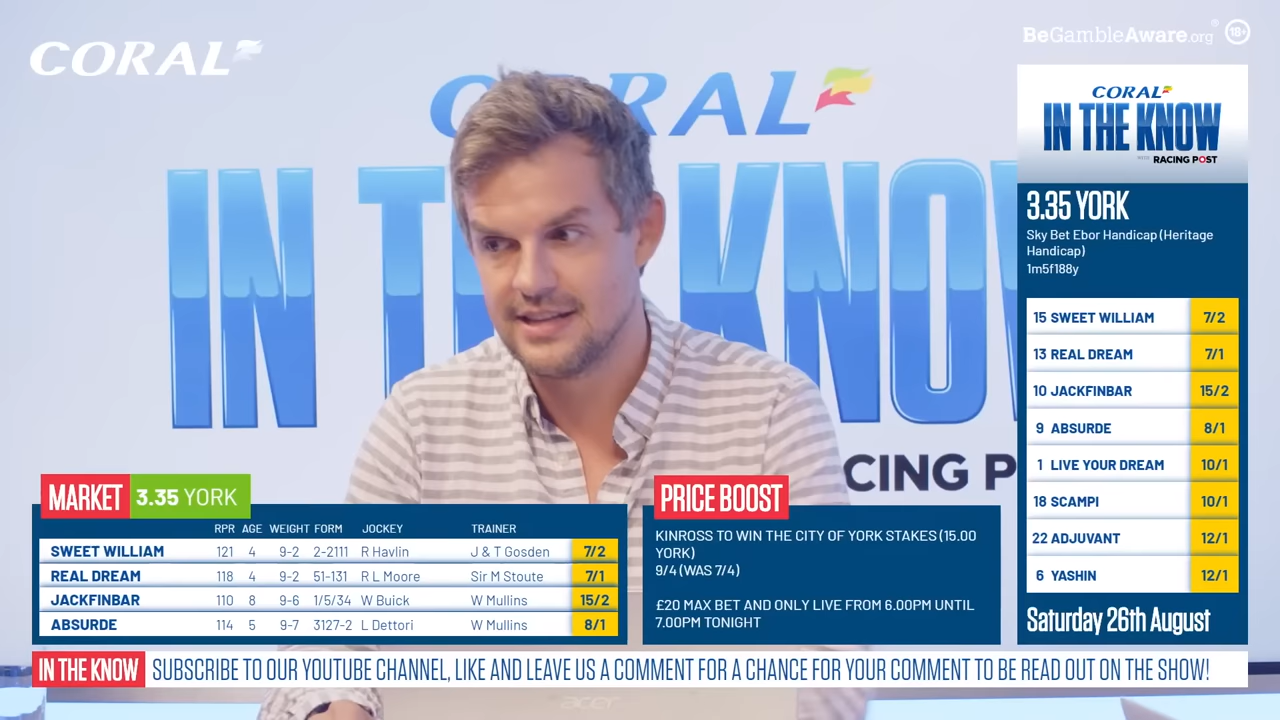 CORAL
BeGambleAware.org® 18+
CORAL
IN THE KNOW
CING P
CORAL
IN THE KNOW
WITH RACING POST
3.35 YORK
Sky Bet Ebor Handicap (Heritage
Handicap)
1m5f188y
15 SWEET WILLIAM 7/2
13 REAL DREAM 7/1
10 JACKFINBAR 15/2
9 ABSURDE 8/1
1 LIVE YOUR DREAM 10/1
18 SCAMPI 10/1
22 ADJUVANT 12/1
6 YASHIN 12/1
Saturday 26th August
MARKET 3.35 YORK
RPR AGE WEIGHT FORM JOCKEY TRAINER
SWEET WILLIAM 121 4 9-2 2-2111 R Havlin J & T Gosden 7/2
REAL DREAM 118 4 9-2 51-131 R L Moore Sir M Stoute 7/1
JACKFINBAR 110 8 9-6 1/5/34 W Buick W Mullins 15/2
ABSURDE 114 5 9-7 3127-2 L Dettori W Mullins 8/1
PRICE BOOST
KINROSS TO WIN THE CITY OF YORK STAKES (15.00
YORK)
9/4 (WAS 7/4)
£20 MAX BET AND ONLY LIVE FROM 6.00PM UNTIL
7.00PM TONIGHT
IN THE KNOW SUBSCRIBE TO OUR YOUTUBE CHANNEL, LIKE AND LEAVE US A COMMENT FOR A CHANCE FOR YOUR COMMENT TO BE READ OUT ON THE SHOW!
acer